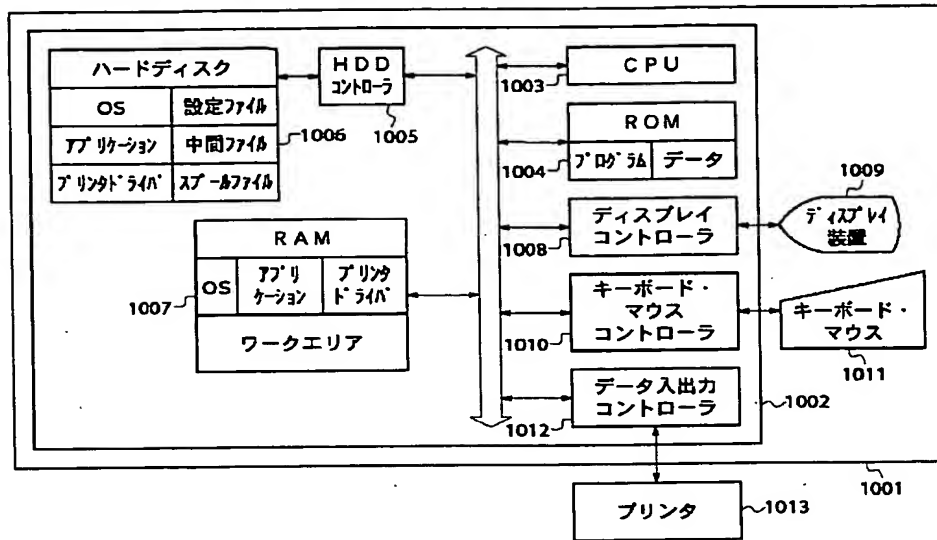 ハードディスク
OS
設定ファイル
アプリケーション
中間ファイル
プリンタドライバ
スプールファイル
1006
HDD
コントローラ
1005
RAM
OS
アプリ
ケーション
プリンタ
ドライバ
ワークエリア
1007
CPU
1003
ROM
プログラム
データ
1004
ディスプレイ
コントローラ
1008
1009
ディスプレイ
装置
キーボード・
マウス
コントローラ
1010
キーボード・
マウス
1011
データ入出力
コントローラ
1012
1002
1001
プリンタ
1013